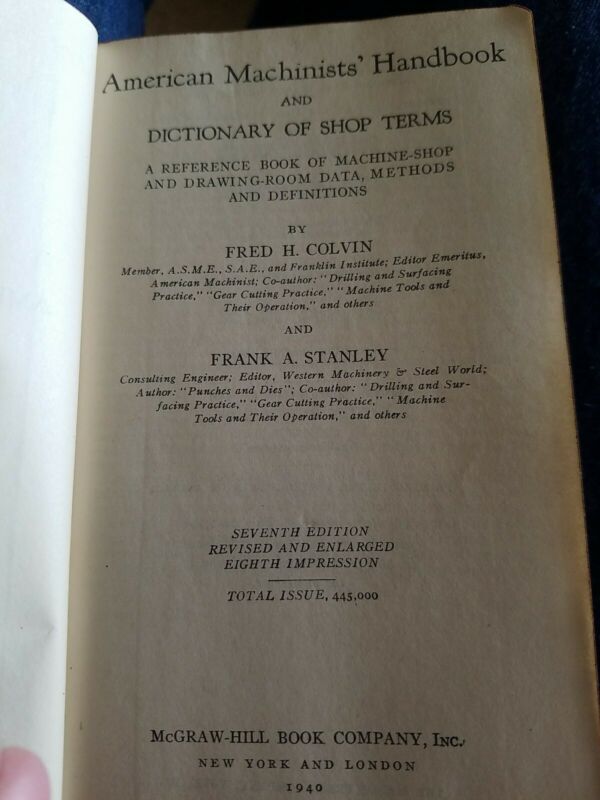 American Machinists' Handbook
AND
DICTIONARY OF SHOP TERMS
A REFERENCE BOOK OF MACHINE-SHOP
AND DRAWING-ROOM DATA, METHODS
AND DEFINITIONS
BY
FRED H. COLVIN
Member, A.S.M.E., S.A.E., and Franklin Institute; Editor Emeritus,
American Machinist; Co-author: "Drilling and Surfacing
Practice," "Gear Cutting Practice," "Machine Tools and
Their Operation," and others
AND
FRANK A. STANLEY
Consulting Engineer; Editor, Western Machinery & Steel World;
Author: "Punches and Dies"; Co-author: "Drilling and Sur-
facing Practice," "Gear Cutting Practice," "Machine
Tools and Their Operation," and others
SEVENTH EDITION
REVISED AND ENLARGED
EIGHTH IMPRESSION
TOTAL ISSUE, 445,000
McGRAW-HILL BOOK COMPANY, INC.
NEW YORK AND LONDON
1940